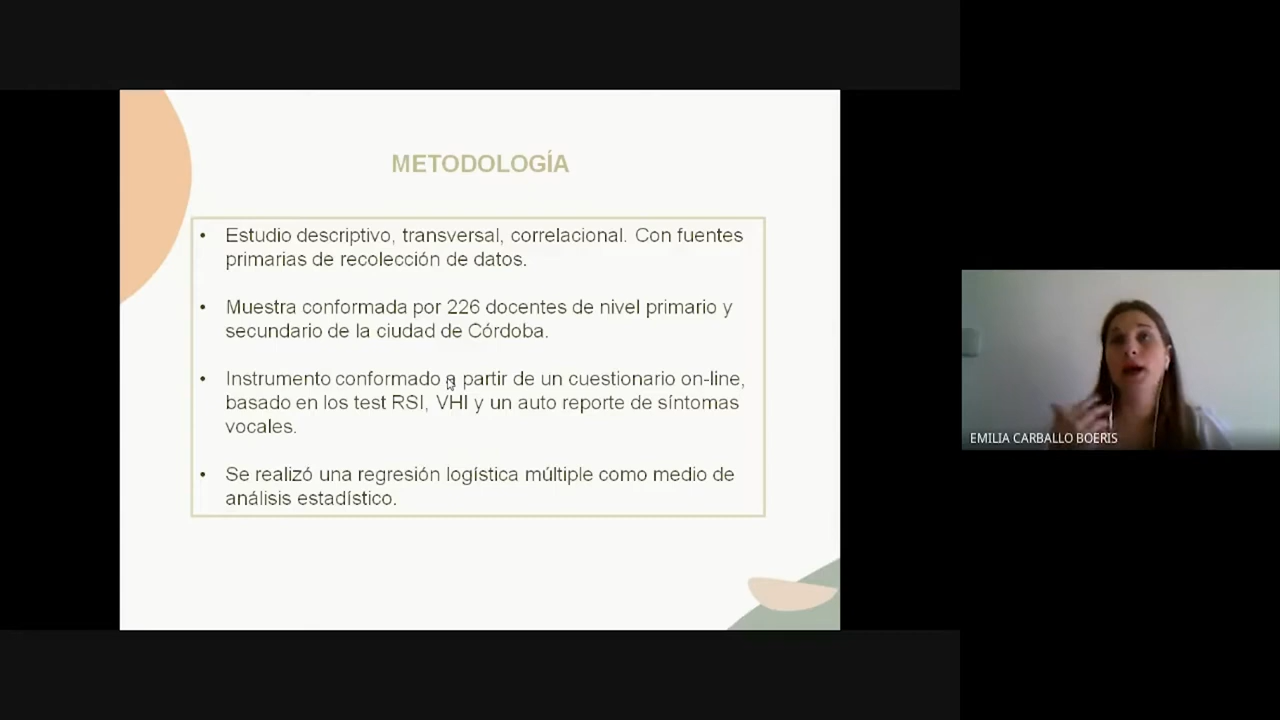 METODOLOGÍA
• Estudio descriptivo, transversal, correlacional. Con fuentes
primarias de recolección de datos.
• Muestra conformada por 226 docentes de nivel primario y
secundario de la ciudad de Córdoba.
• Instrumento conformado a partir de un cuestionario on-line,
basado en los test RSI, VHI y un auto reporte de síntomas
vocales.
• Se realizó una regresión logística múltiple como medio de
análisis estadístico.
EMILIA CARBALLO BOERIS